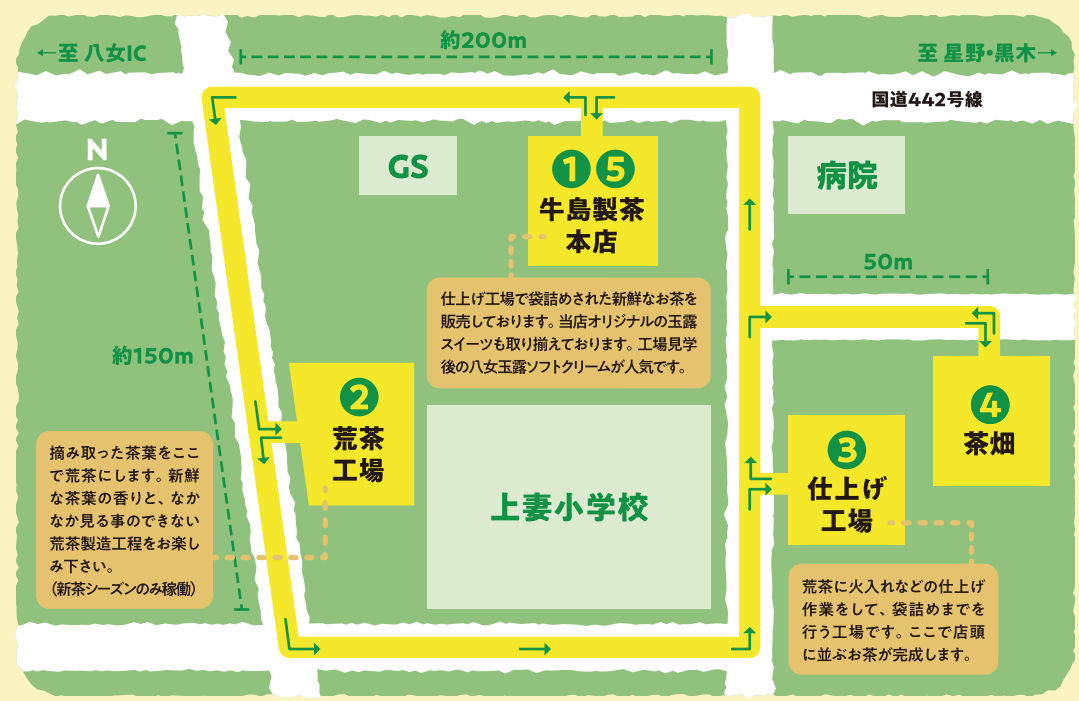 ←至 八女IC
約200m
至 星野・黒木→
国道442号線
N
GS
1 5
牛島製茶
本店
病院
50m
仕上げ工場で袋詰めされた新鮮なお茶を
販売しております。当店オリジナルの玉露
スイーツも取り揃えております。工場見学
後の八女玉露ソフトクリームが人気です。
約150m
2
荒茶
工場
4
茶畑
3
仕上げ
工場
摘み取った茶葉をここ
で荒茶にします。新鮮
な茶葉の香りと、なか
なか見る事のできない
荒茶製造工程をお楽し
み下さい。
（新茶シーズンのみ稼働）
上妻小学校
荒茶に火入れなどの仕上げ
作業をして、袋詰めまでを
行う工場です。ここで店頭
に並ぶお茶が完成します。